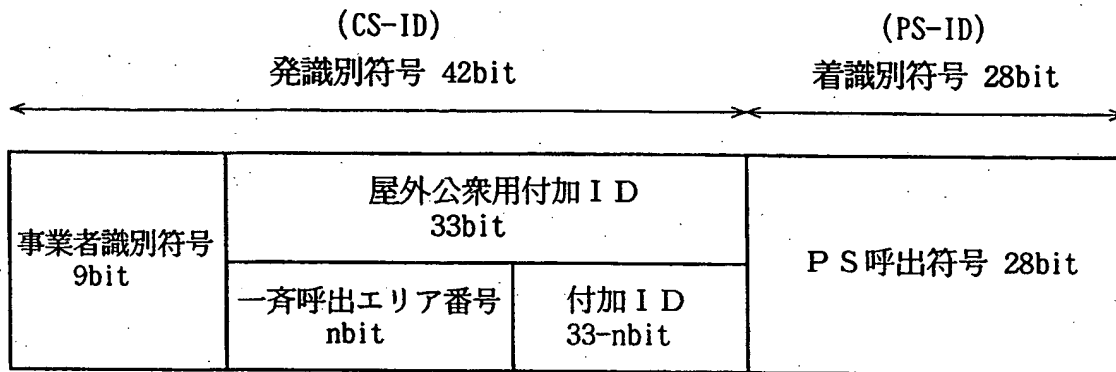 (CS-ID)
発識別符号 42bit
(PS-ID)
着識別符号 28bit
事業者識別符号
9bit
屋外公衆用付加ＩＤ
33bit
一斉呼出エリア番号
nbit
付加ＩＤ
33-nbit
ＰＳ呼出符号 28bit